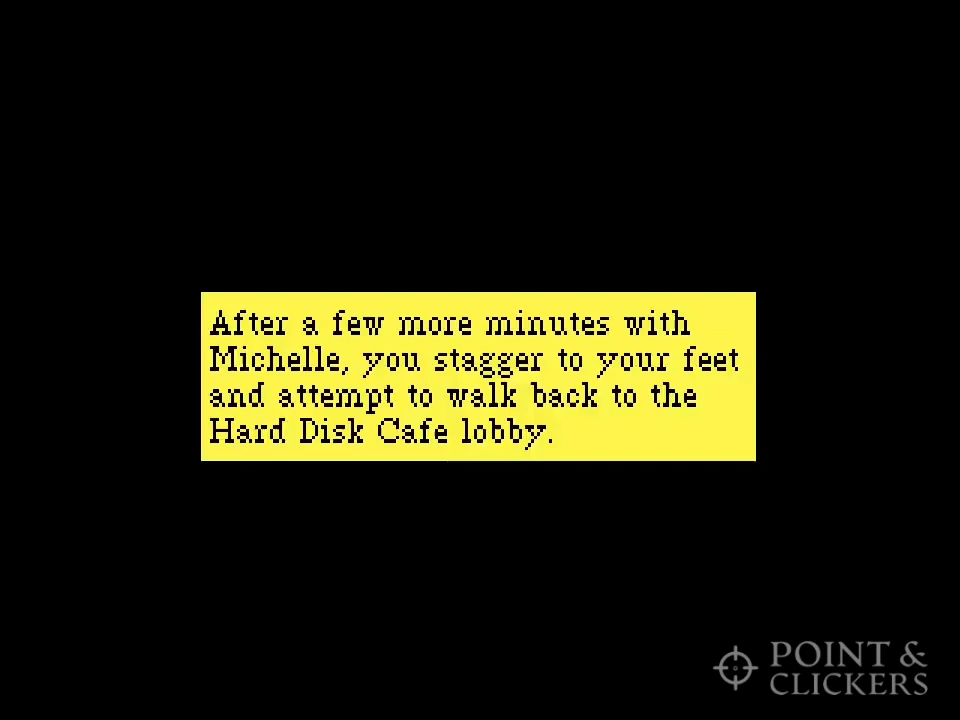 After a few more minutes with
Michelle, you stagger to your feet
and attempt to walk back to the
Hard Disk Cafe lobby.
POINT &
CLICKERS